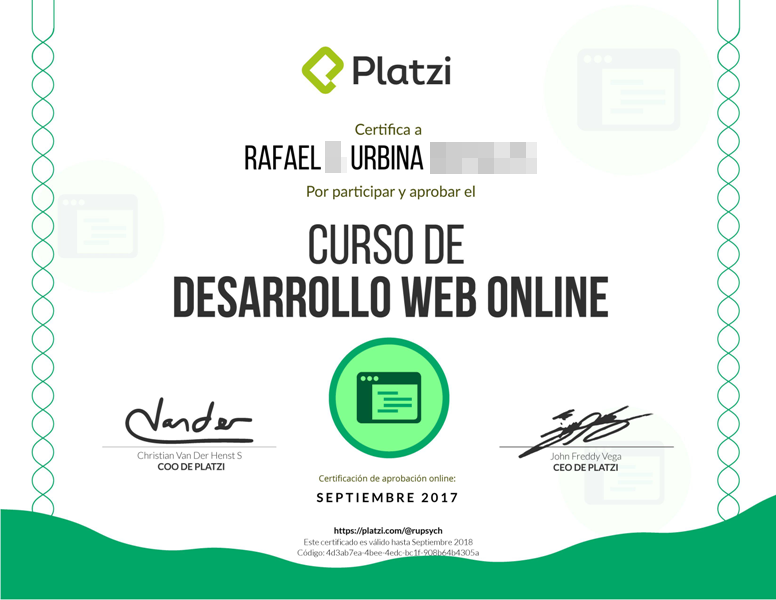 Platzi
Certifica a
RAFAEL URBINA
Por participar y aprobar el
CURSO DE
DESARROLLO WEB ONLINE
Vander
Christian Van Der Henst S
COO DE PLATZI
John Freddy Vega
CEO DE PLATZI
Certificación de aprobación online:
SEPTIEMBRE 2017
https://platzi.com/@rupsych
Este certificado es válido hasta Septiembre 2018
Código: 4d3ab7ea-4bee-4edc-bc1f-908b64b4305a